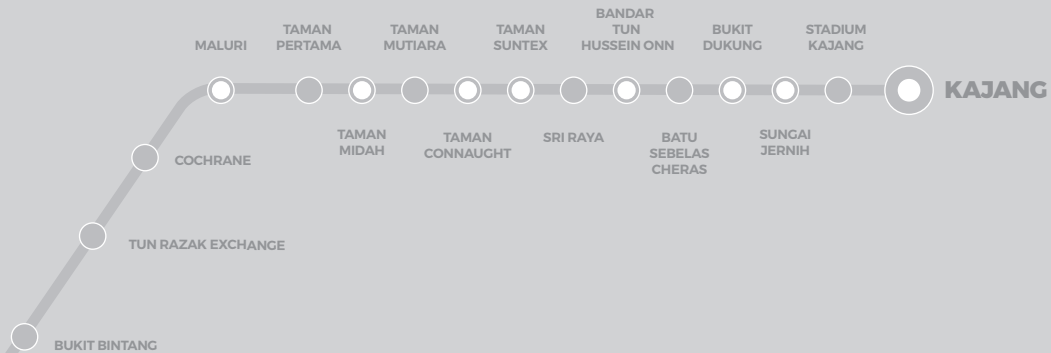 MALURI
TAMAN
PERTAMA
TAMAN
MUTIARA
TAMAN
SUNTEX
BANDAR
TUN
HUSSEIN ONN
BUKIT
DUKUNG
STADIUM
KAJANG
KAJANG
TAMAN
MIDAH
TAMAN
CONNAUGHT
SRI RAYA
BATU
SEBELAS
CHERAS
SUNGAI
JERNIH
COCHRANE
TUN RAZAK EXCHANGE
BUKIT BINTANG